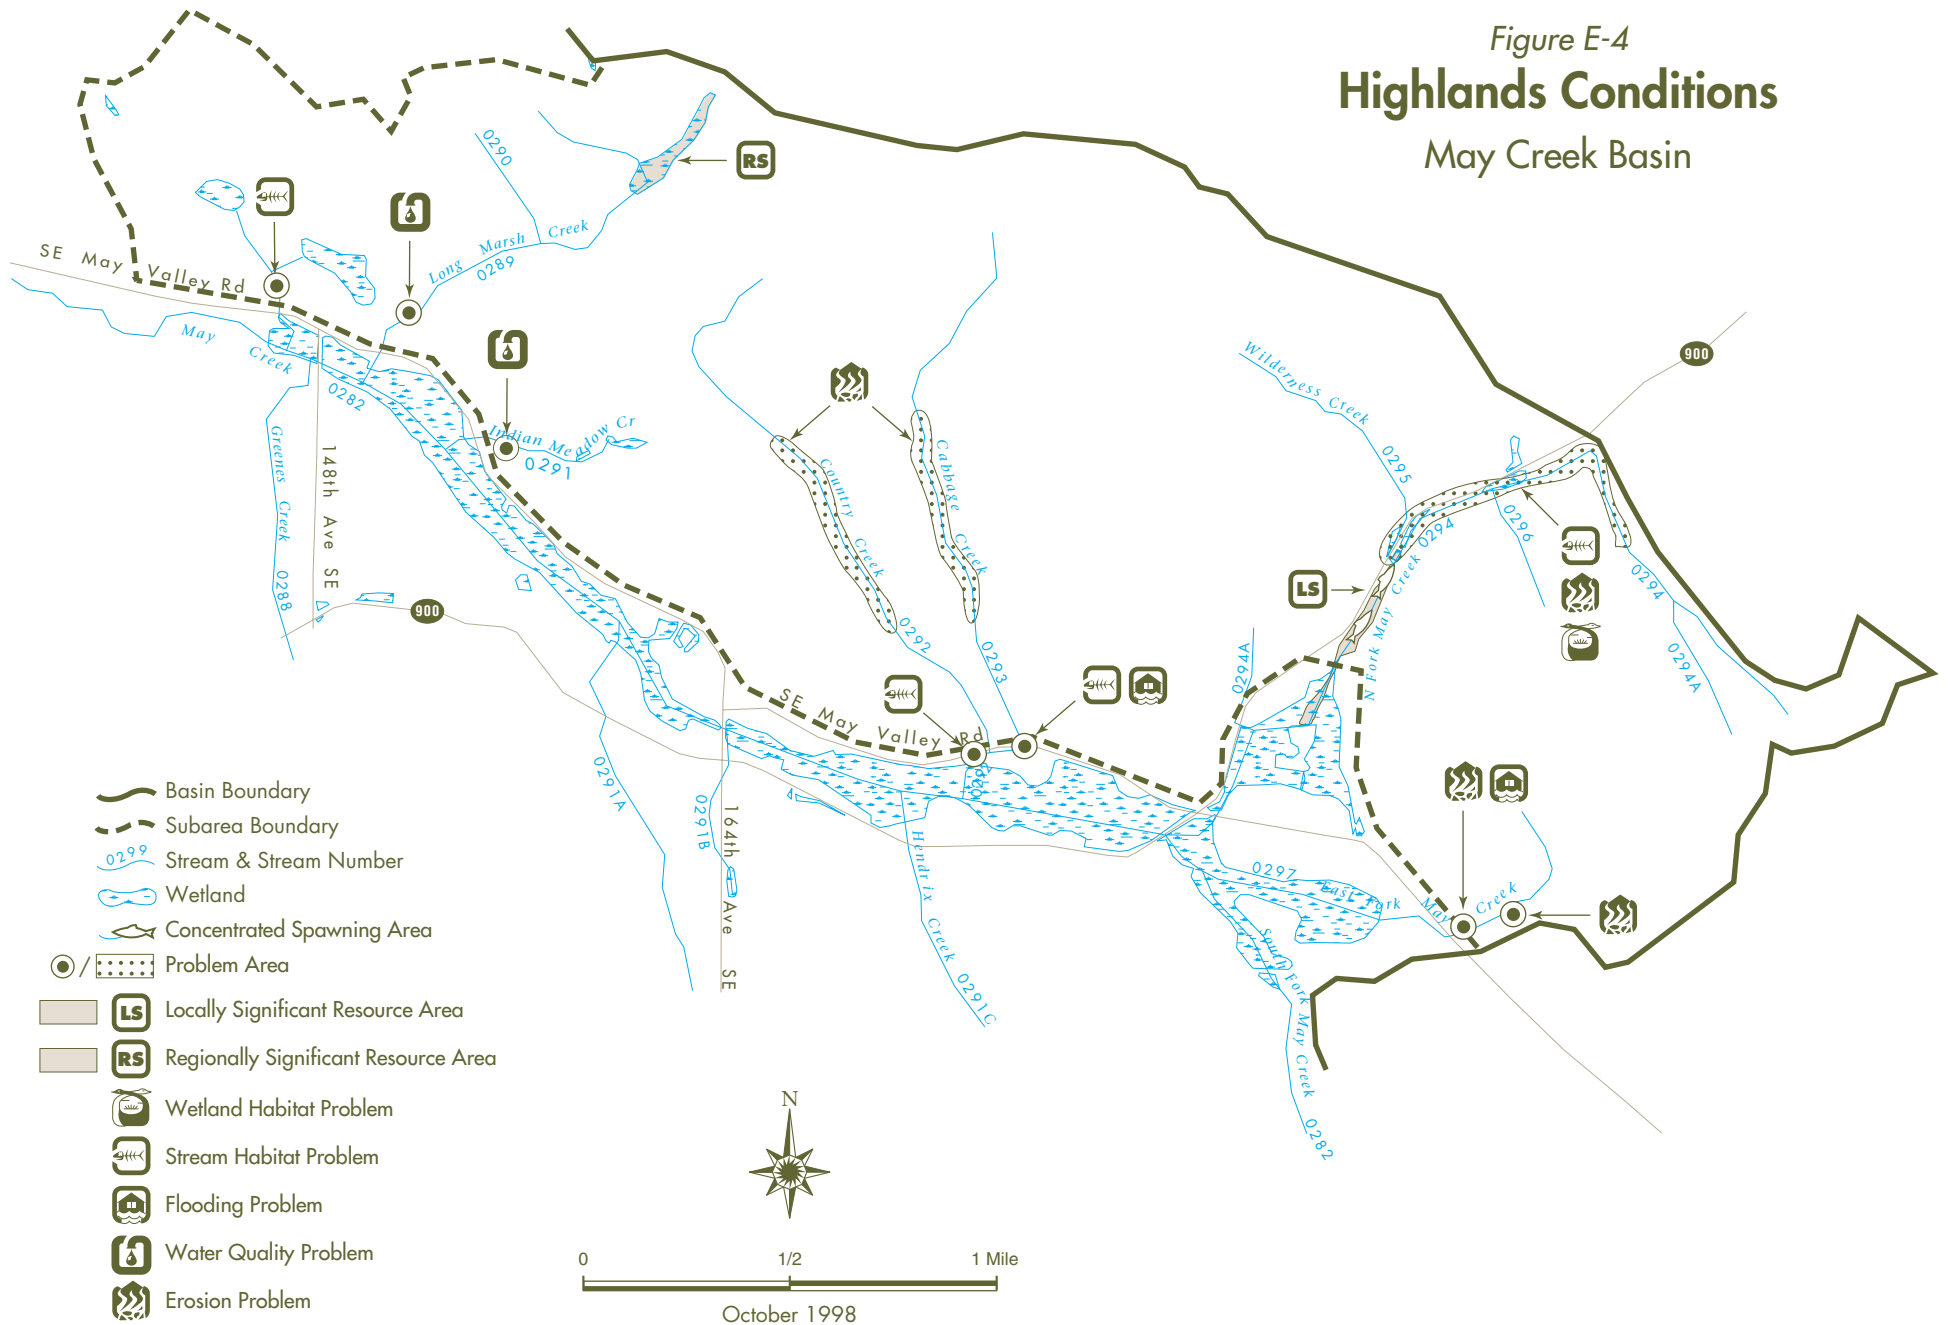 Figure E-4
Highlands Conditions
May Creek Basin
0290
RS
Long Marsh Creek
0289
SE May Valley Rd
May Creek
0282
Indian Meadow Cr
0291
Greenes Creek 0288
148th Ave SE
900
Country Creek
0292
Cabbage Creek
0293
Wilderness Creek
0295
900
0294
0296
LS
N Fork May Creek
0294
0294A
0294A
SE May Valley Rd
0291A
0291B
164th Ave SE
Hendrix Creek 0291C
0297
East Fork May Creek
South Fork May Creek 0282
Basin Boundary
Subarea Boundary
0299
Stream & Stream Number
Wetland
Concentrated Spawning Area
/
Problem Area
LS
Locally Significant Resource Area
RS
Regionally Significant Resource Area
Wetland Habitat Problem
Stream Habitat Problem
Flooding Problem
Water Quality Problem
Erosion Problem
N
0 1/2 1 Mile
October 1998